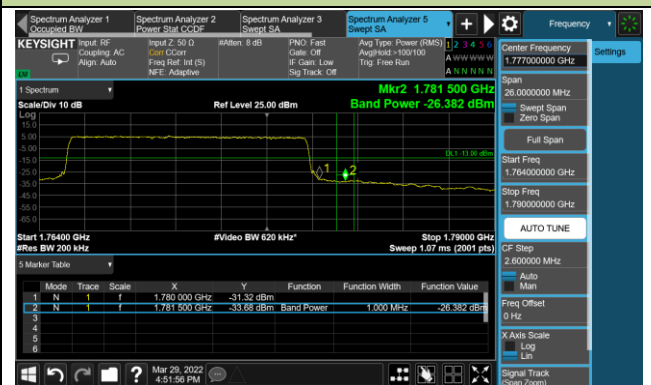 Spectrum Analyzer 1
Occupied BW
Spectrum Analyzer 2
Power Stat CCDF
Spectrum Analyzer 3
Swept SA
Spectrum Analyzer 5
Swept SA
Frequency
KEYSIGHT
Input: RF
Coupling: AC
Align: Auto
Input Z: 50 Ω
Corr CCorr
Freq Ref: Int (S)
NFE: Adaptive
#Atten: 8 dB
PNO: Fast
Gate: Off
IF Gain: Low
Sig Track: Off
Avg Type: Power (RMS)
Avg|Hold:>100/100
Trig: Free Run
1 2 3 4 5 6
A W W W W W
A N N N N N
1 Spectrum
Scale/Div 10 dB
Ref Level 25.00 dBm
Mkr2 1.781 500 GHz
Band Power -26.382 dBm
Log
15.0
5.00
-5.00
-15.0
-25.0
-35.0
-45.0
-55.0
-65.0
DL1 -13.00 dBm
1
2
Start 1.76400 GHz
#Video BW 620 kHz*
Stop 1.79000 GHz
#Res BW 200 kHz
Sweep 1.07 ms (2001 pts)
5 Marker Table
Mode Trace Scale X Y Function Function Width Function Value
1 N 1 f 1.780 000 GHz -31.32 dBm
2 N 1 f 1.781 500 GHz -33.68 dBm Band Power 1.000 MHz -26.382 dBm
3
4
5
6
Mar 29, 2022
4:51:56 PM
Center Frequency
1.777000000 GHz
Settings
Span
26.0000000 MHz
Swept Span
Zero Span
Full Span
Start Freq
1.764000000 GHz
Stop Freq
1.790000000 GHz
AUTO TUNE
CF Step
2.600000 MHz
Auto
Man
Freq Offset
0 Hz
X Axis Scale
Log
Lin
Signal Track
(Span Zoom)